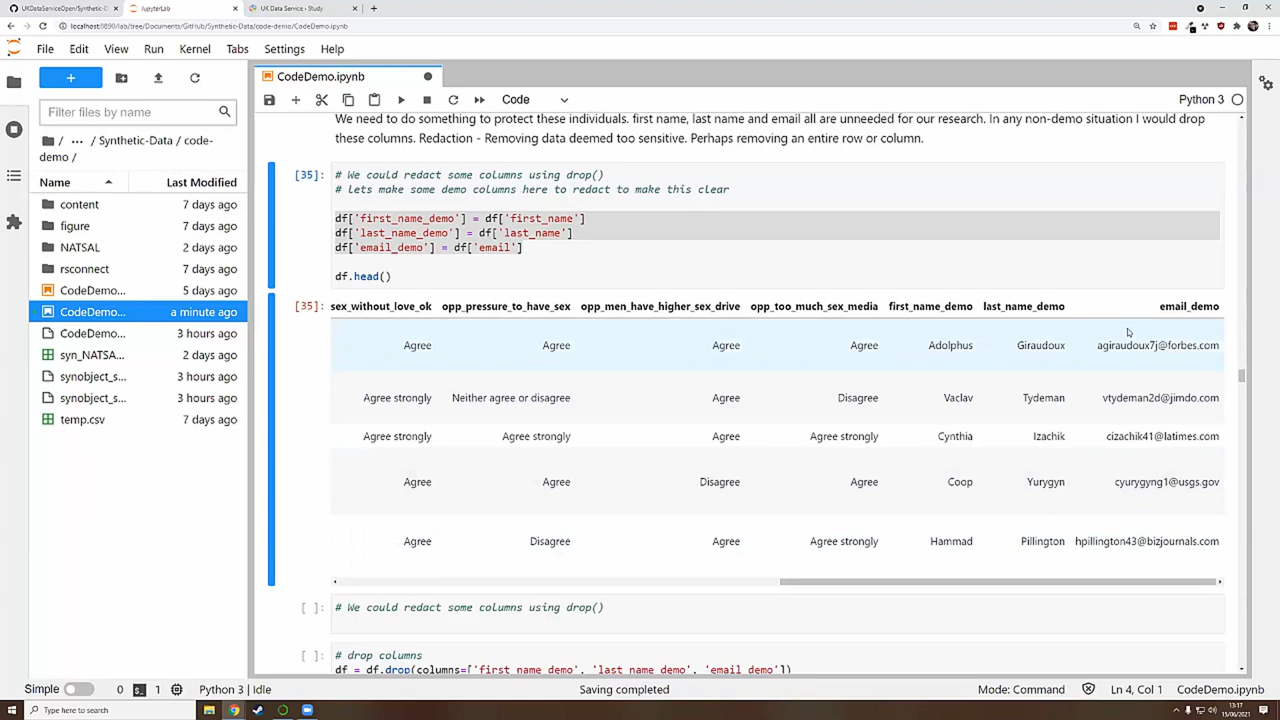 UKDataServiceOpen/Synthetic-D
JupyterLab
UK Data Service › Study
localhost:8890/lab/tree/Documents/GitHub/Synthetic-Data/code-demo/CodeDemo.ipynb
File Edit View Run Kernel Tabs Settings Help
CodeDemo.ipynb
Code
Python 3
Filter files by name
/ ... / Synthetic-Data / code-
demo /
Name Last Modified
content 7 days ago
figure 7 days ago
NATSAL 2 days ago
rsconnect 7 days ago
CodeDemo... 5 days ago
CodeDemo... a minute ago
CodeDemo... 3 hours ago
syn_NATSA... 2 days ago
synobject_s... 3 hours ago
synobject_s... 3 hours ago
temp.csv 7 days ago
We need to do something to protect these individuals. first name, last name and email all are unneeded for our research. In any non-demo situation I would drop
these columns. Redaction - Removing data deemed too sensitive. Perhaps removing an entire row or column.
[35]: # We could redact some columns using drop()
# lets make some demo columns here to redact to make this clear
df['first_name_demo'] = df['first_name']
df['last_name_demo'] = df['last_name']
df['email_demo'] = df['email']
df.head()
[35]: sex_without_love_ok opp_pressure_to_have_sex opp_men_have_higher_sex_drive opp_too_much_sex_media first_name_demo last_name_demo email_demo
Agree Agree Agree Agree Adolphus Giraudoux agiraudoux7j@forbes.com
Agree strongly Neither agree or disagree Agree Disagree Vaclav Tydeman vtydeman2d@jimdo.com
Agree strongly Agree strongly Agree Agree strongly Cynthia Izachik cizachik41@latimes.com
Agree Agree Disagree Agree Coop Yurygyn cyurygyng1@usgs.gov
Agree Disagree Agree Agree strongly Hammad Pillington hpillington43@bizjournals.com
[ ]: # We could redact some columns using drop()
[ ]: # drop columns
df = df.drop(columns=['first_name_demo', 'last_name_demo', 'email_demo'])
Simple 0 1 Python 3 | Idle Saving completed Mode: Command Ln 4, Col 1 CodeDemo.ipynb
Type here to search
13:17
15/06/2021